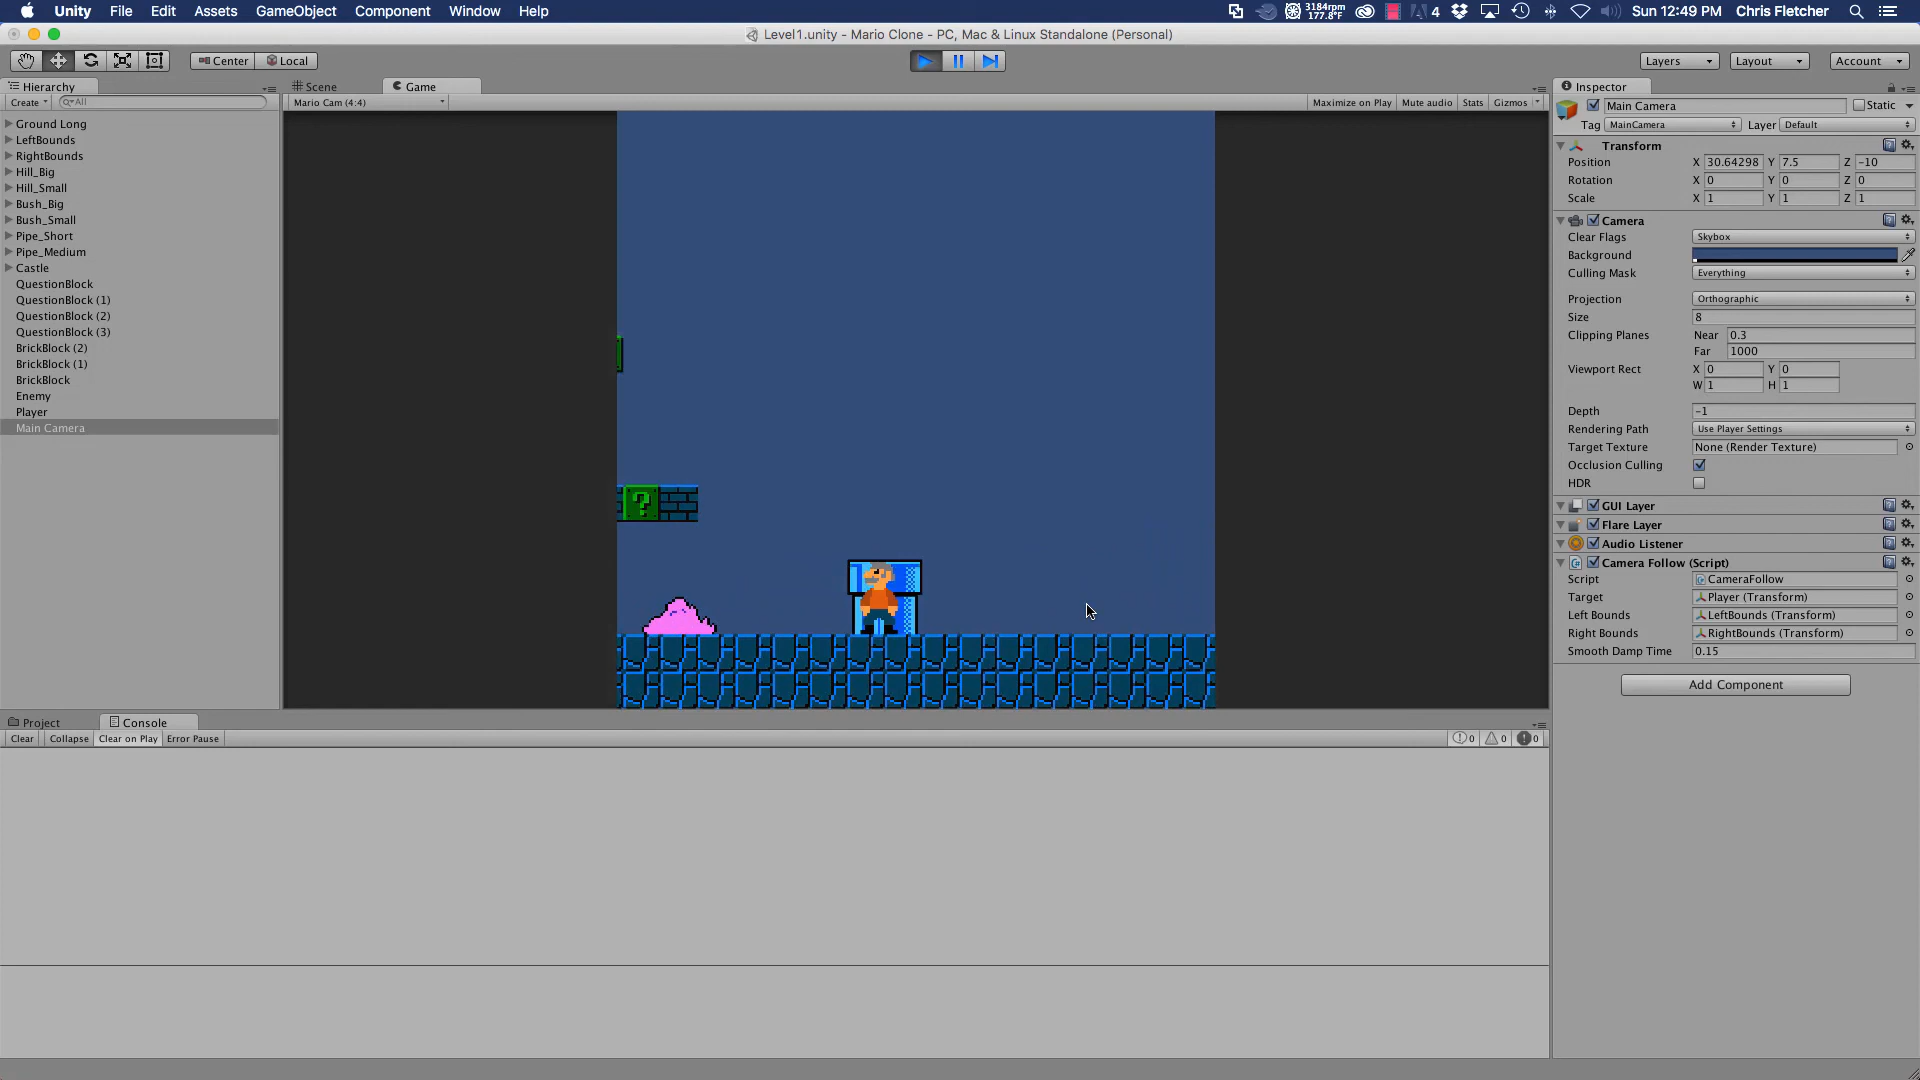 Unity File Edit Assets GameObject Component Window Help 3184rpm 177.8°F 4 Sun 12:49 PM Chris Fletcher
Level1.unity - Mario Clone - PC, Mac & Linux Standalone (Personal)
Center Local Layers Layout Account
Hierarchy Scene Game Inspector
Create All Mario Cam (4:4) Maximize on Play Mute audio Stats Gizmos
Main Camera Static
Tag MainCamera Layer Default
Ground Long
LeftBounds
RightBounds
Hill_Big
Hill_Small
Bush_Big
Bush_Small
Pipe_Short
Pipe_Medium
Castle
QuestionBlock
QuestionBlock (1)
QuestionBlock (2)
QuestionBlock (3)
BrickBlock (2)
BrickBlock (1)
BrickBlock
Enemy
Player
Main Camera
?
Transform
Position X 30.64298 Y 7.5 Z -10
Rotation X 0 Y 0 Z 0
Scale X 1 Y 1 Z 1
Camera
Clear Flags Skybox
Background
Culling Mask Everything
Projection Orthographic
Size 8
Clipping Planes Near 0.3
Far 1000
Viewport Rect X 0 Y 0
W 1 H 1
Depth -1
Rendering Path Use Player Settings
Target Texture None (Render Texture)
Occlusion Culling
HDR
GUI Layer
Flare Layer
Audio Listener
Camera Follow (Script)
Script CameraFollow
Target Player (Transform)
Left Bounds LeftBounds (Transform)
Right Bounds RightBounds (Transform)
Smooth Damp Time 0.15
Add Component
Project Console
Clear Collapse Clear on Play Error Pause 0 0 0